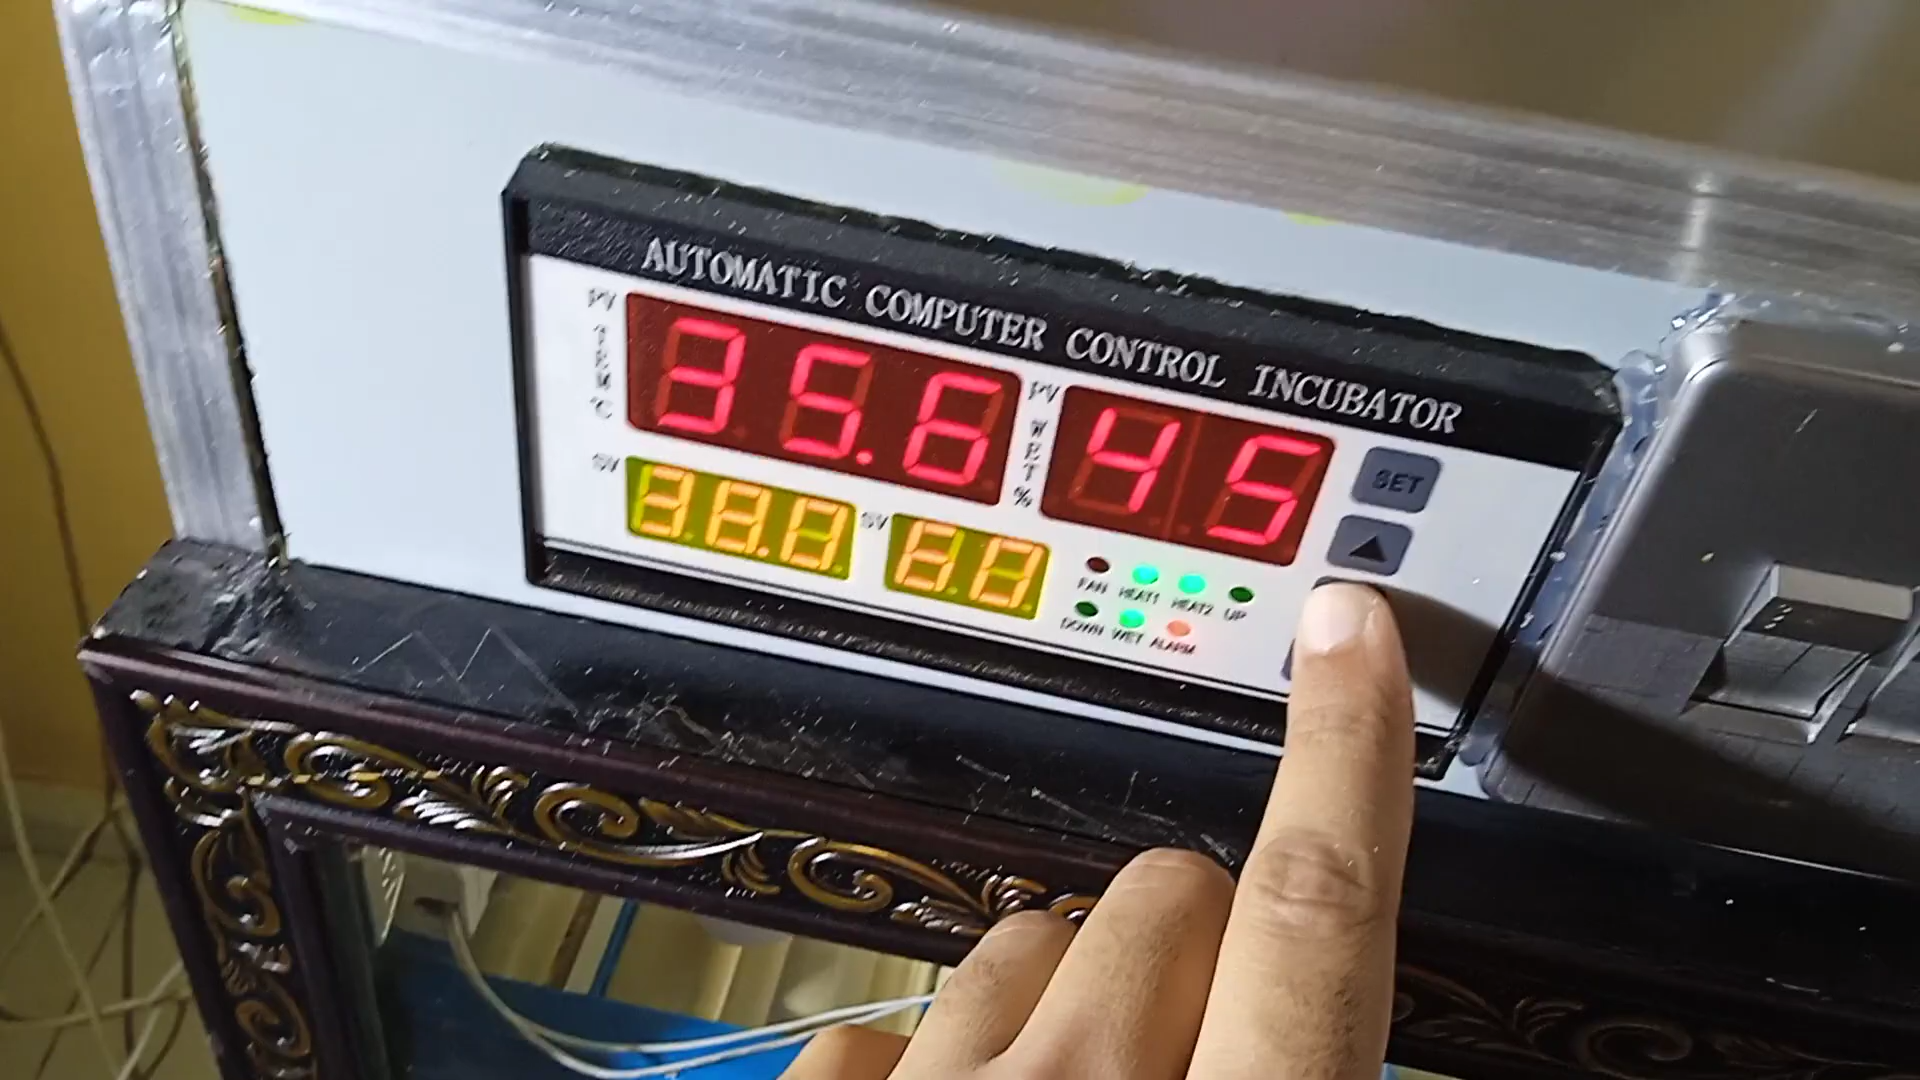 AUTOMATIC COMPUTER CONTROL INCUBATOR
PV TEMC °C
35.6
PV WET%
45
SET
SV
38.0
SV
60
▲
FAN HEAT1 HEAT2 UP
DOWN WET ALARM